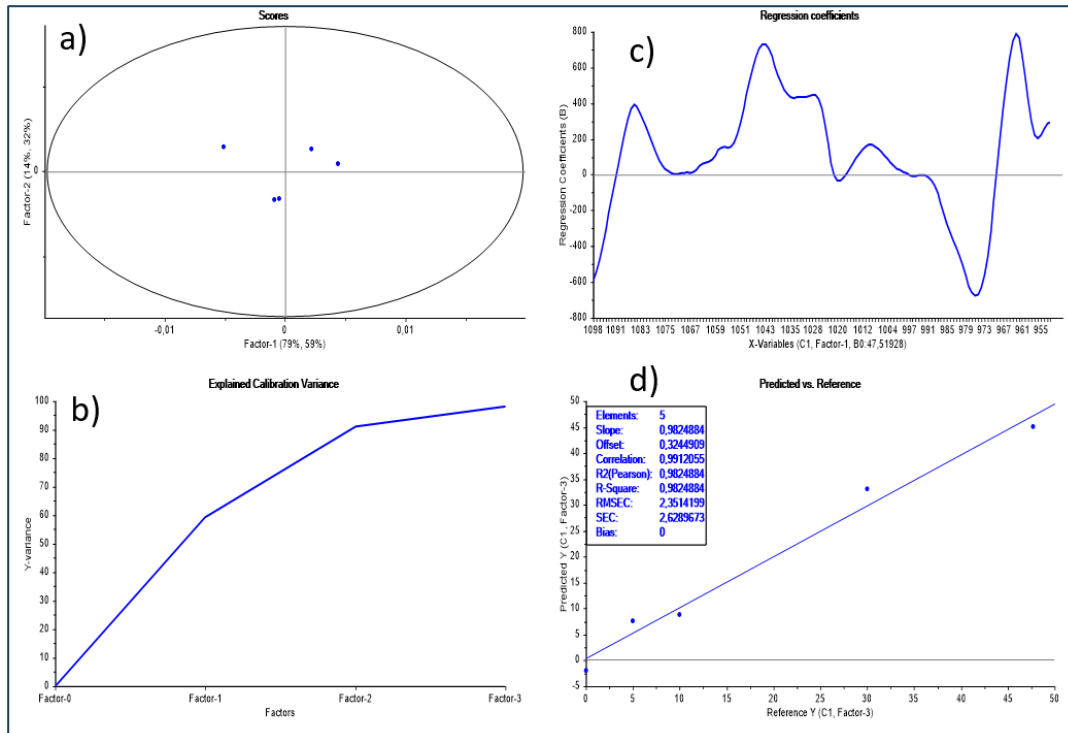 Scores
a)
Factor-2 (14%, 32%)
0
-0,01
0
0,01
Factor-1 (79%, 59%)
Regression coefficients
c)
Regression Coefficients (B)
800
600
400
200
0
-200
-400
-600
-800
1098 1091 1083 1075 1067 1059 1051 1043 1035 1028 1020 1012 1004 997 991 985 979 973 967 961 955
X-Variables (C1, Factor-1, B0:47,51928)
Explained Calibration Variance
b)
Y-variance
100
90
80
70
60
50
40
30
20
10
0
Factor-0 Factor-1 Factor-2 Factor-3
Factors
d)
Predicted vs. Reference
Predicted Y (C1, Factor-3)
50
45
40
35
30
25
20
15
10
5
0
-5
Elements: 5
Slope: 0,9824884
Offset: 0,3244909
Correlation: 0,9912055
R2(Pearson): 0,9824884
R-Square: 0,9824884
RMSEC: 2,3514199
SEC: 2,6289673
Bias: 0
0 5 10 15 20 25 30 35 40 45 50
Reference Y (C1, Factor-3)